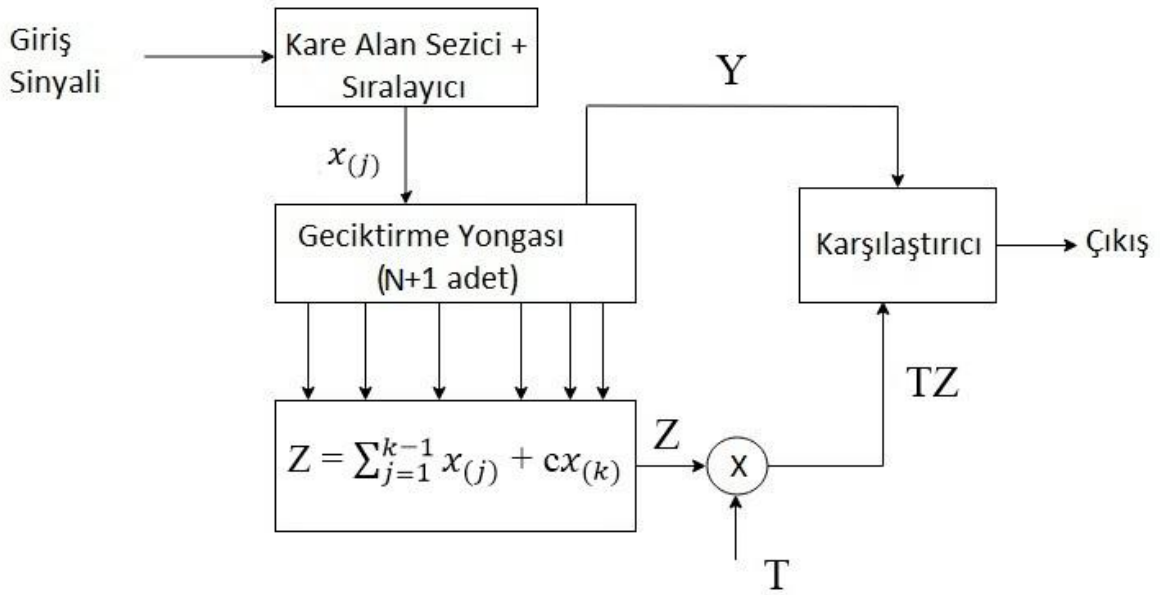 Giriş
Sinyali
Kare Alan Sezici +
Sıralayıcı
Y
x_(j)
Geciktirme Yongası
(N+1 adet)
Karşılaştırıcı
Çıkış
TZ
Z = ∑_{j=1}^{k−1} x_(j) + cx_(k)
Z
X
T